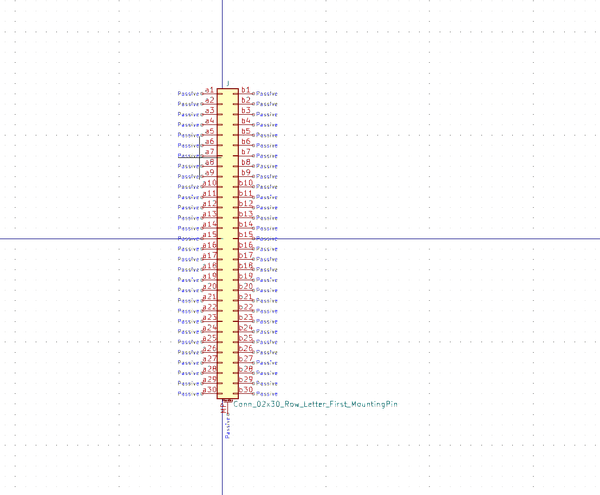 J
Passive a1 b1 Passive
Passive a2 b2 Passive
Passive a3 b3 Passive
Passive a4 b4 Passive
Passive a5 b5 Passive
Passive a6 b6 Passive
Passive a7 b7 Passive
Passive a8 b8 Passive
Passive a9 b9 Passive
Passive a10 b10 Passive
Passive a11 b11 Passive
Passive a12 b12 Passive
Passive a13 b13 Passive
Passive a14 b14 Passive
Passive a15 b15 Passive
Passive a16 b16 Passive
Passive a17 b17 Passive
Passive a18 b18 Passive
Passive a19 b19 Passive
Passive a20 b20 Passive
Passive a21 b21 Passive
Passive a22 b22 Passive
Passive a23 b23 Passive
Passive a24 b24 Passive
Passive a25 b25 Passive
Passive a26 b26 Passive
Passive a27 b27 Passive
Passive a28 b28 Passive
Passive a29 b29 Passive
Passive a30 b30 Passive
Conn_02x30_Row_Letter_First_MountingPin
MP
Passive